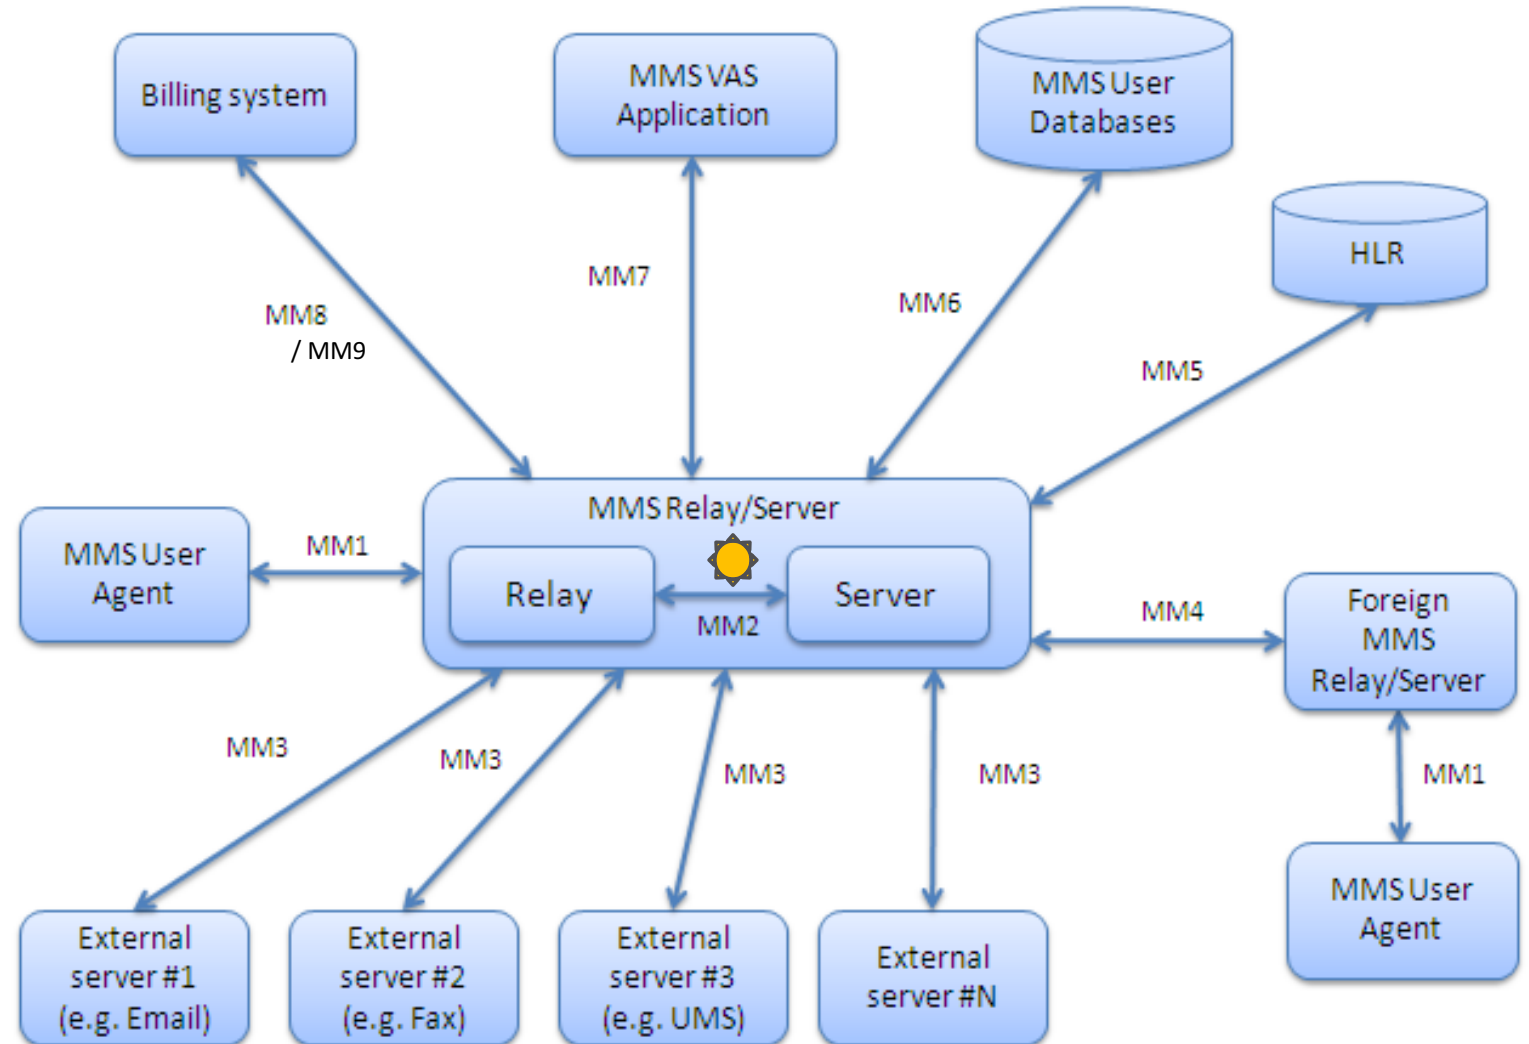 Billing system
MMS VAS
Application
MMS User
Databases
HLR
MM8
/ MM9
MM7
MM6
MM5
MMS Relay/Server
Relay
MM2
Server
MMS User
Agent
MM1
MM4
Foreign
MMS
Relay/Server
MM1
MMS User
Agent
MM3
MM3
MM3
MM3
External
server #1
(e.g. Email)
External
server #2
(e.g. Fax)
External
server #3
(e.g. UMS)
External
server #N